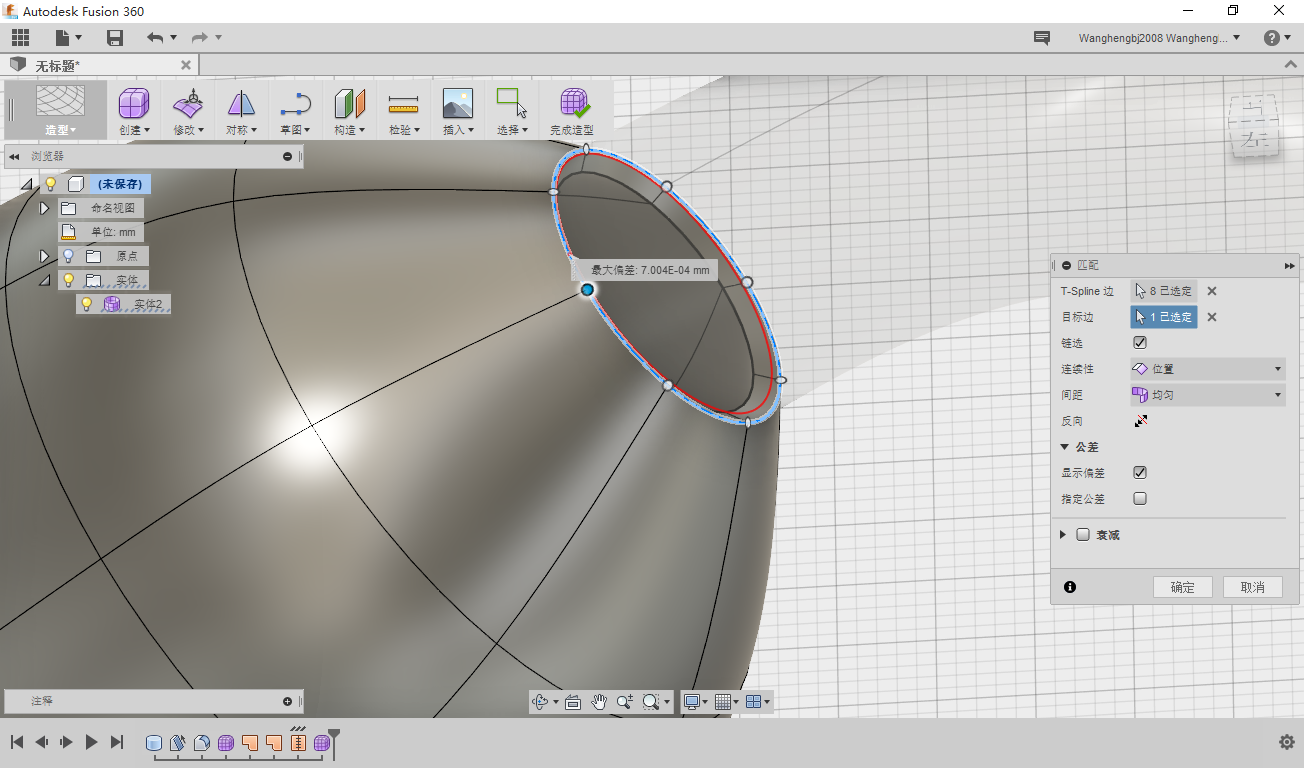 Autodesk Fusion 360
Wanghengbj2008 Wanghengl...
无标题*
造型
创建
修改
对称
草图
构造
检验
插入
选择
完成造型
浏览器
(未保存)
命名视图
单位: mm
原点
实体
实体2
最大偏差: 7.004E-04 mm
匹配
T-Spline 边
8 已选定
目标边
1 已选定
链选
连续性
位置
间距
均匀
反向
公差
显示偏差
指定公差
衰减
确定
取消
注释